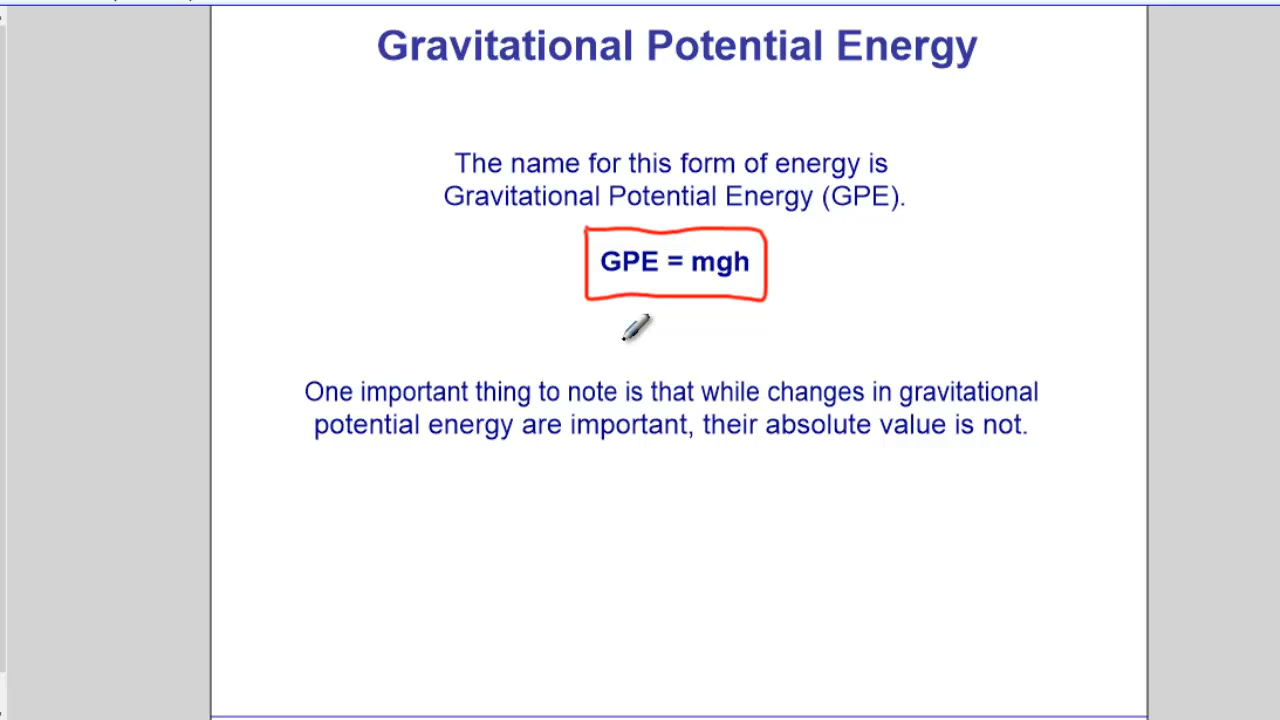 Gravitational Potential Energy
The name for this form of energy is
Gravitational Potential Energy (GPE).
GPE = mgh
One important thing to note is that while changes in gravitational
potential energy are important, their absolute value is not.